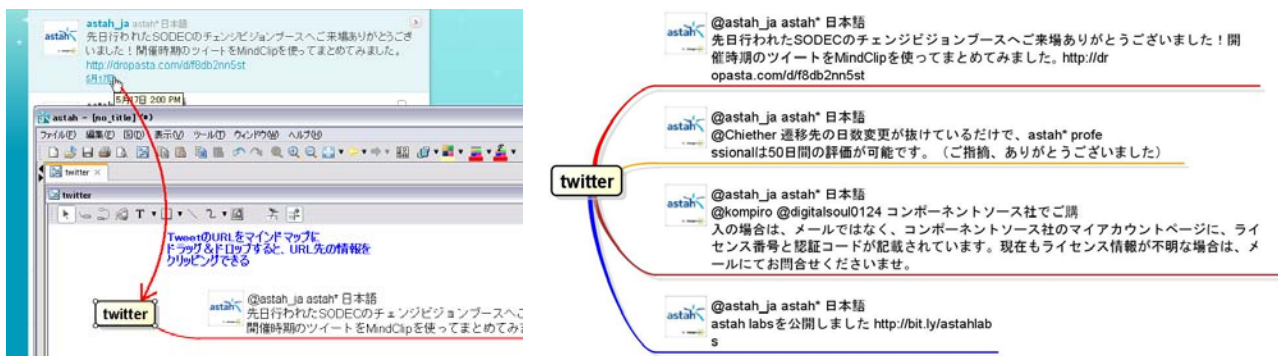 astah_ja astah* 日本語
先日行われたSODECのチェンジビジョンブースへご来場ありがとうござ
いました！開催時期のツイートをMindClipを使ってまとめてみました。
http://dropasta.com/d/f8db2nn5st
5月17日
5月17日 2:00 PM
astah - [no_title] (*)
ファイル(F) 編集(E) 図(D) 表示(V) ツール(T) ウィンドウ(W) ヘルプ(H)
twitter
twitter
TweetのURLをマインドマップに
ドラッグ&ドロップすると、URL先の情報を
クリッピングできる
twitter
astah
@astah_ja astah* 日本語
先日行われたSODECのチェンジビジョンブースへご
開催時期のツイートをMindClipを使ってまとめてみ
twitter
astah
@astah_ja astah* 日本語
先日行われたSODECのチェンジビジョンブースへご来場ありがとうございました！開
催時期のツイートをMindClipを使ってまとめてみました。http://dr
opasta.com/d/f8db2nn5st
astah
@astah_ja astah* 日本語
@Chiether 遷移先の日数変更が抜けているだけで、astah* profe
ssionalは50日間の評価が可能です。（ご指摘、ありがとうございました）
astah
@astah_ja astah* 日本語
@kompiro @digitalsoul0124 コンポーネントソース社でご購
入の場合は、メールではなく、コンポーネントソース社のマイアカウントページに、ライ
センス番号と認証コードが記載されています。現在もライセンス情報が不明な場合は、メ
ールにてお問合せくださいませ。
astah
@astah_ja astah* 日本語
astah labsを公開しました http://bit.ly/astahlab
s